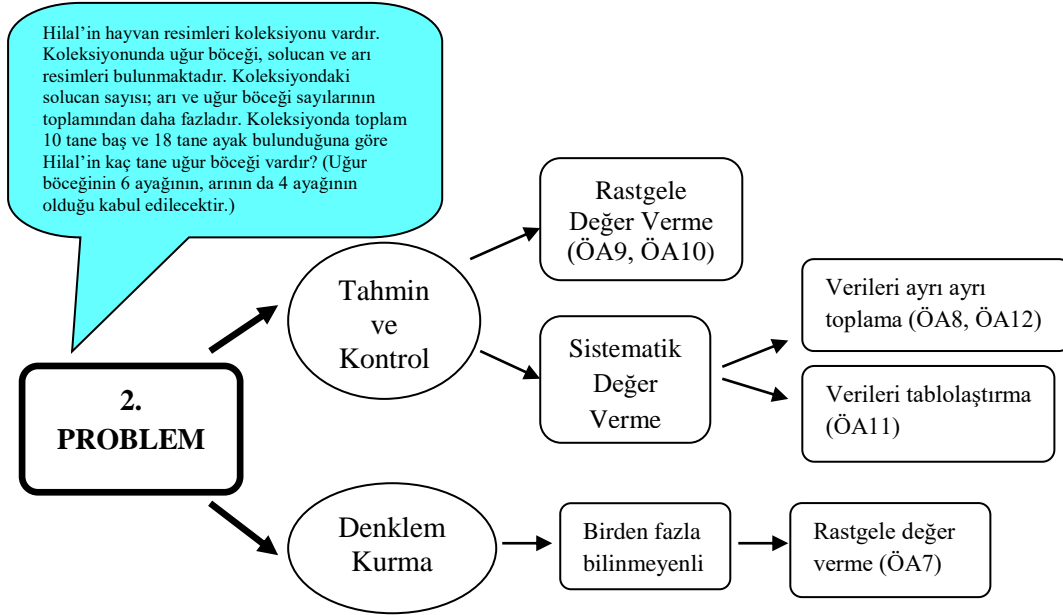 Hilal’in hayvan resimleri koleksiyonu vardır.
Koleksiyonunda uğur böceği, solucan ve arı
resimleri bulunmaktadır. Koleksiyondaki
solucan sayısı; arı ve uğur böceği sayılarının
toplamından daha fazladır. Koleksiyonda toplam
10 tane baş ve 18 tane ayak bulunduğuna göre
Hilal’in kaç tane uğur böceği vardır? (Uğur
böceğinin 6 ayağının, arının da 4 ayağının
olduğu kabul edilecektir.)
Rastgele
Değer Verme
(ÖA9, ÖA10)
Tahmin
ve
Kontrol
Verileri ayrı ayrı
toplama (ÖA8, ÖA12)
Sistematik
Değer
Verme
Verileri tablolaştırma
(ÖA11)
2.
PROBLEM
Denklem
Kurma
Birden fazla
bilinmeyenli
Rastgele değer
verme (ÖA7)